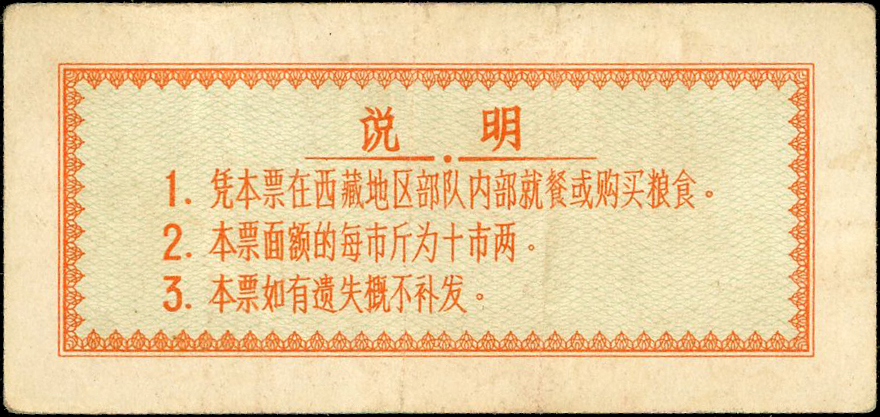 说明
1. 凭本票在西藏地区部队内部就餐或购买粮食。
2. 本票面额的每市斤为十市两。
3. 本票如有遗失概不补发。